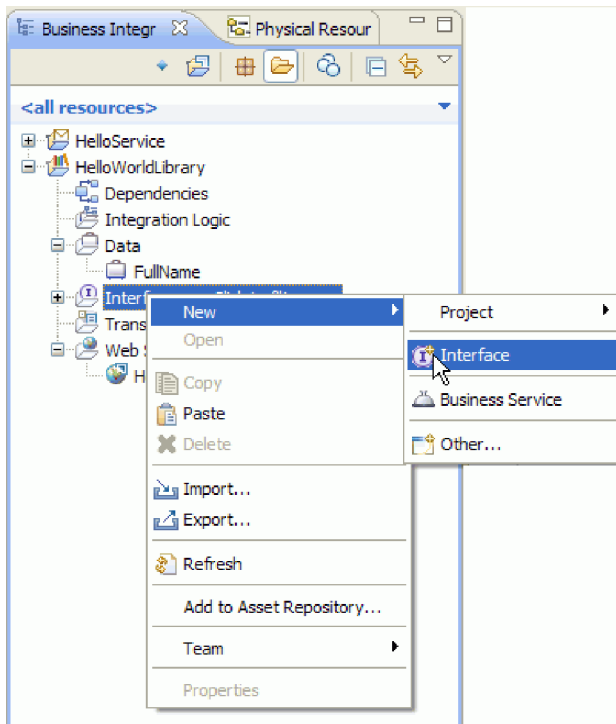 Business Integr
Physical Resour
<all resources>
HelloService
HelloWorldLibrary
Dependencies
Integration Logic
Data
FullName
Interf
Trans
Web
H
New
Open
Copy
Paste
Delete
Import...
Export...
Refresh
Add to Asset Repository...
Team
Properties
Project
Interface
Business Service
Other...